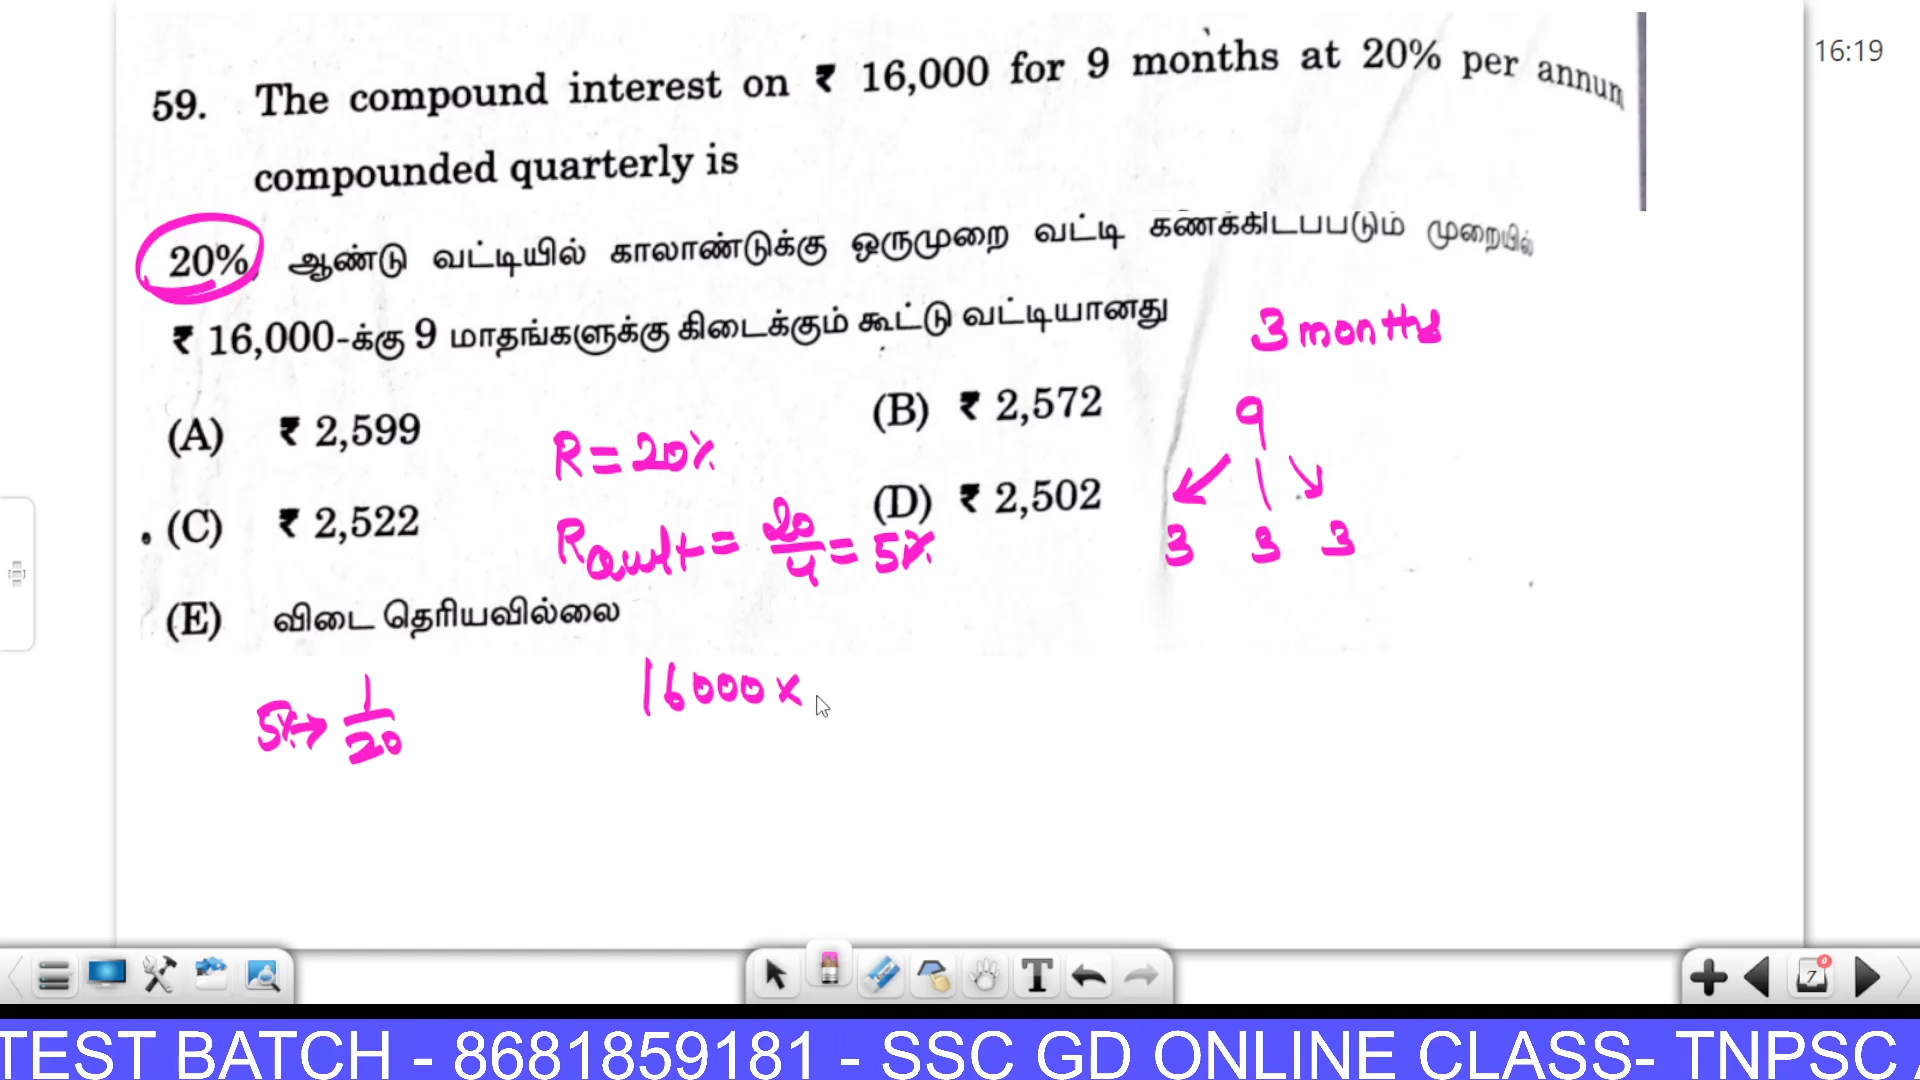 16:19
59. The compound interest on ₹ 16,000 for 9 months at 20% per annum
compounded quarterly is
20% ஆண்டு வட்டியில் காலாண்டுக்கு ஒருமுறை வட்டி கணக்கிடப்படும் முறையில்
₹ 16,000-க்கு 9 மாதங்களுக்கு கிடைக்கும் கூட்டு வட்டியானது
3 months
9
3 3 3
(A) ₹ 2,599
(B) ₹ 2,572
(C) ₹ 2,522
(D) ₹ 2,502
(E) விடை தெரியவில்லை
R = 20%
= 20/4 = 5%
5% → 1/20
16000 ×
7
0
T
TEST BATCH - 8681859181 - SSC GD ONLINE CLASS- TNPSC